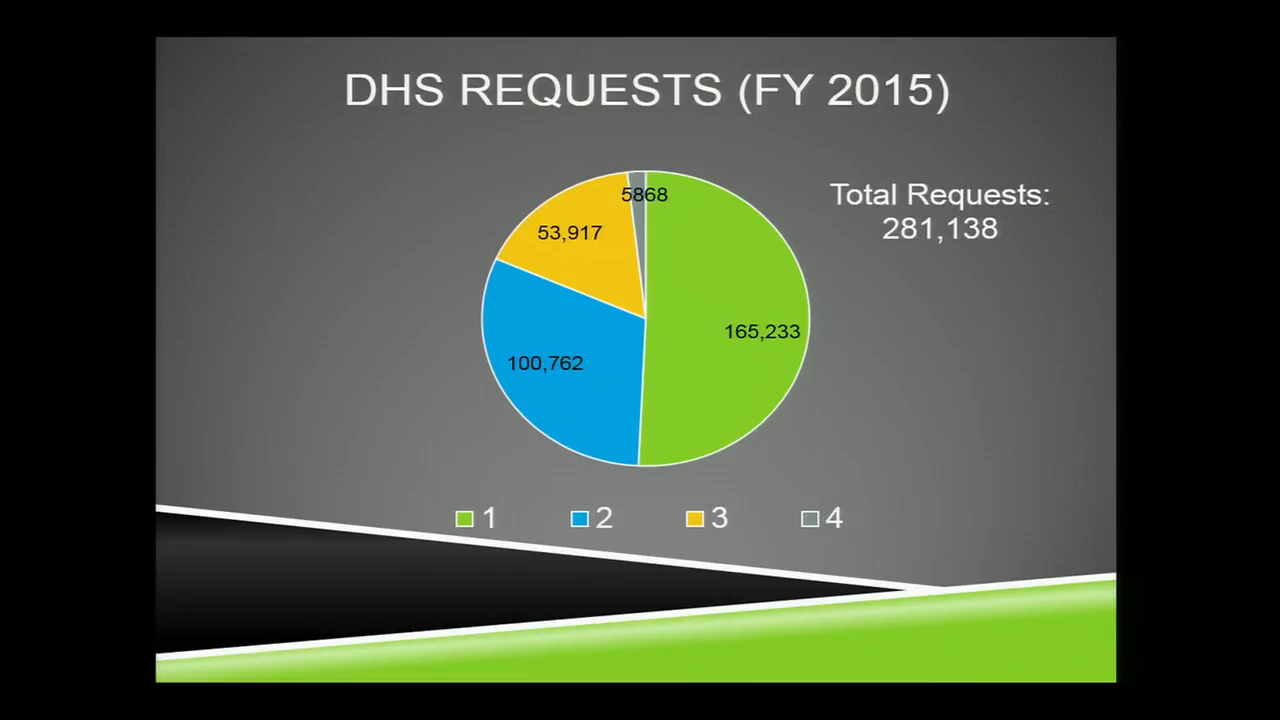 DHS REQUESTS (FY 2015)
Total Requests:
281,138
5868
53,917
165,233
100,762
1 2 3 4